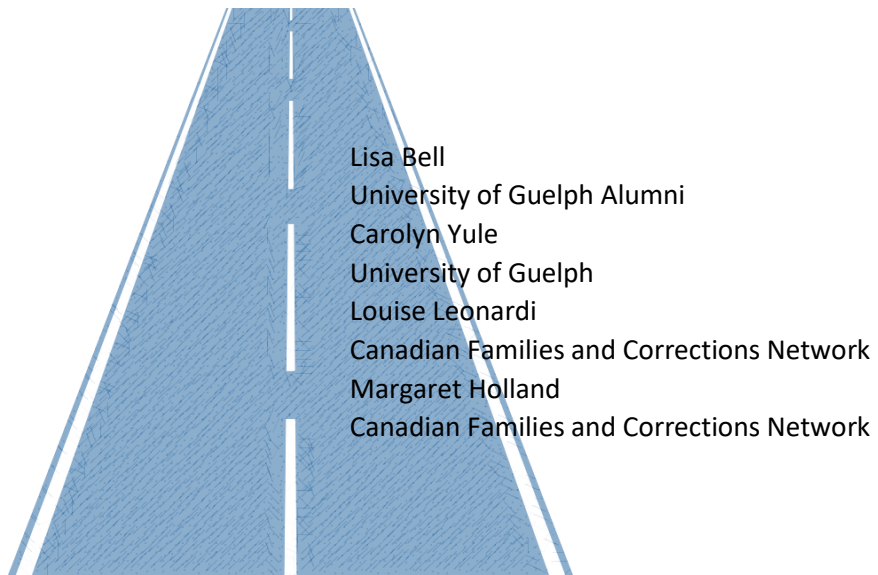 Lisa Bell
University of Guelph Alumni
Carolyn Yule
University of Guelph
Louise Leonardi
Canadian Families and Corrections Network
Margaret Holland
Canadian Families and Corrections Network